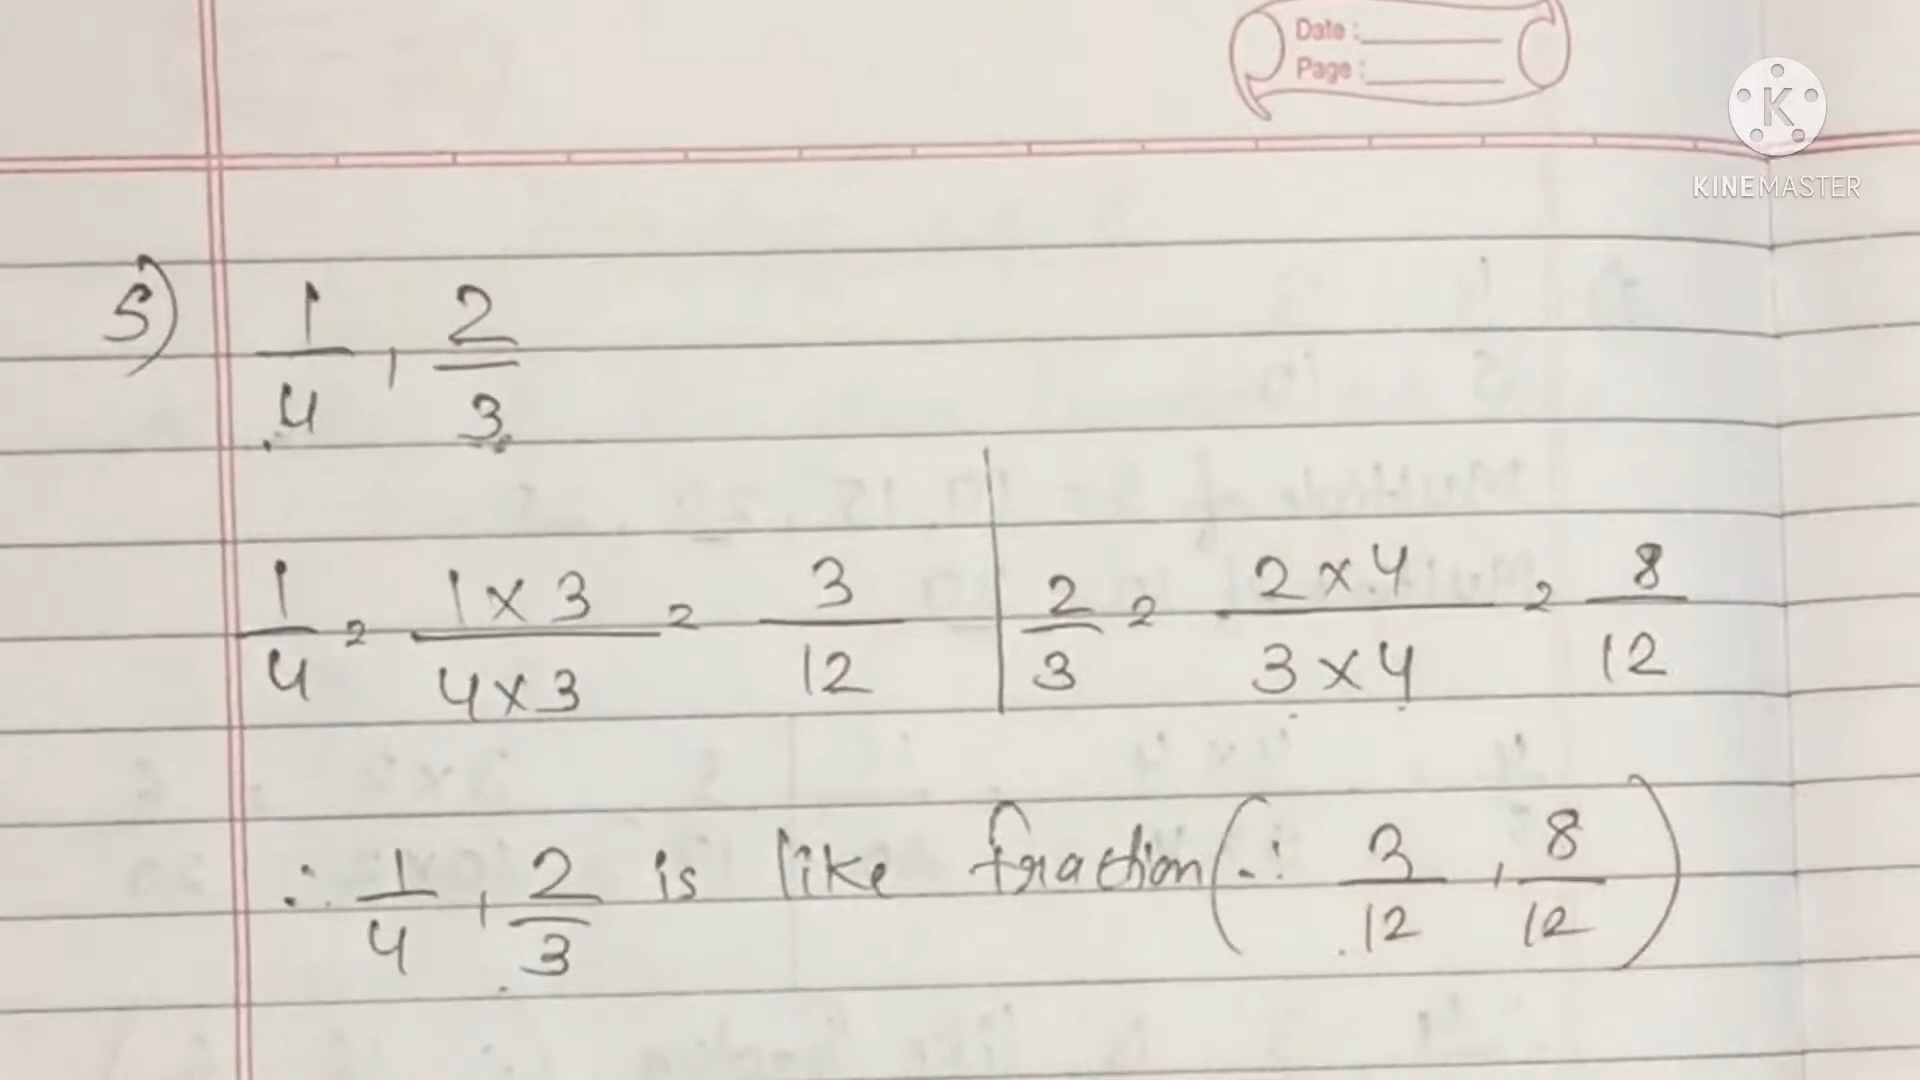 Date :
Page :
K
KINEMASTER
5) 1/4 , 2/3
1/4 = 1 x 3/4 x 3 = 3/12 | 2/3 = 2 x 4/3 x 4 = 8/12
∴ 1/4 , 2/3 is like fraction (∵ 3/12 , 8/12)